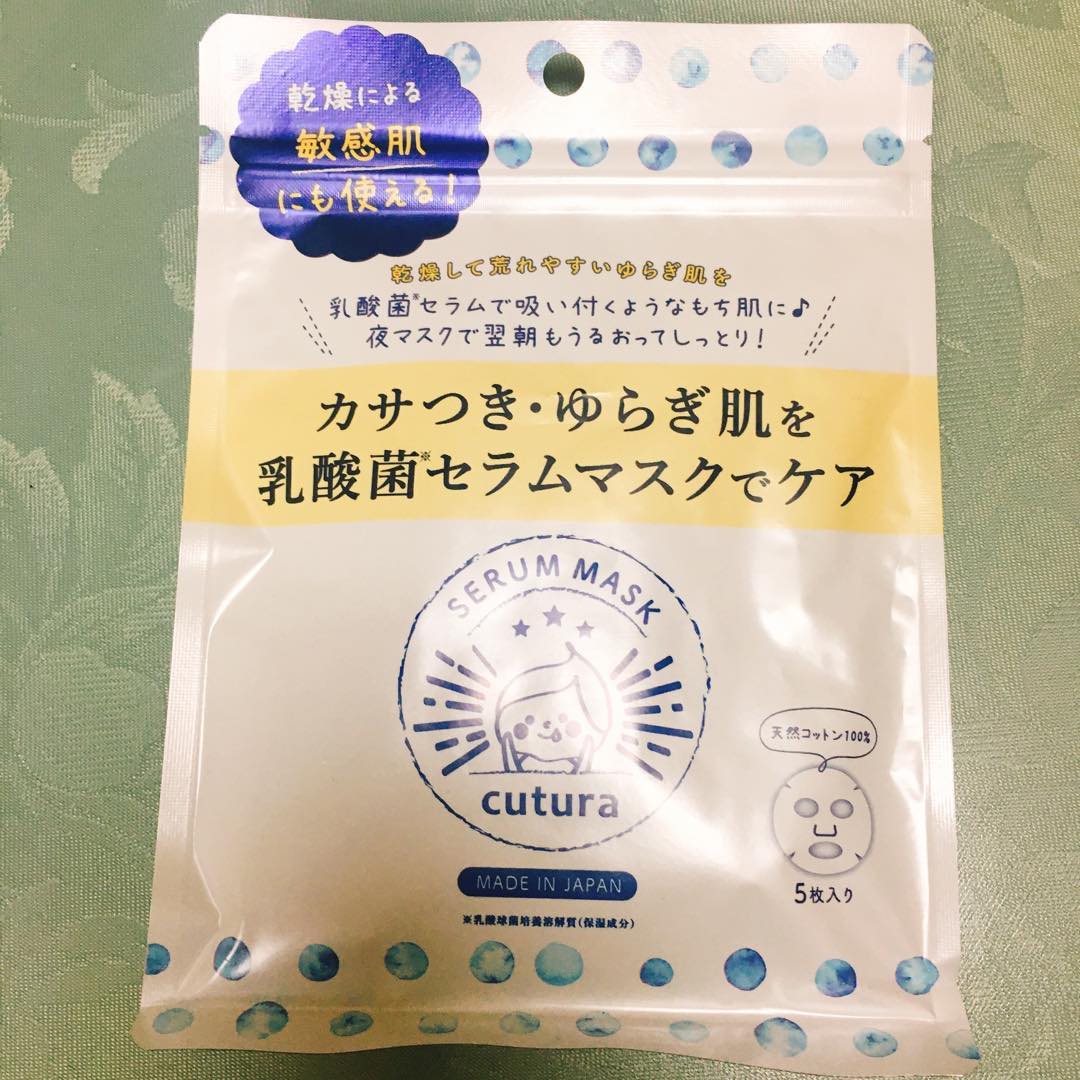 乾燥による
敏感肌
にも使える!
乾燥して荒れやすいゆらぎ肌を
乳酸菌※セラムで吸い付くようなもち肌に♪
夜マスクで翌朝もうるおってしっとり!
カサつき・ゆらぎ肌を
乳酸菌※セラムマスクでケア
SERUM MASK
cutura
天然コットン100%
5枚入り
MADE IN JAPAN
※乳酸球菌培養溶解質(保湿成分)